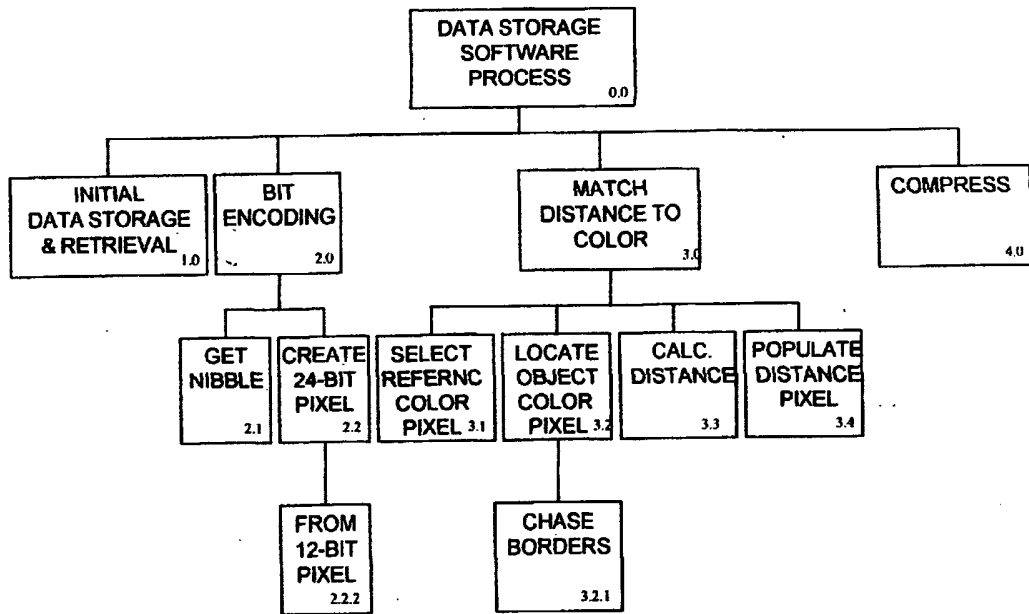 DATA STORAGE
SOFTWARE
PROCESS
0.0
INITIAL
DATA STORAGE
& RETRIEVAL
1.0
BIT
ENCODING
2.0
MATCH
DISTANCE TO
COLOR
3.0
COMPRESS
4.0
GET
NIBBLE
2.1
CREATE
24-BIT
PIXEL
2.2
SELECT
REFERNC
COLOR
PIXEL 3.1
LOCATE
OBJECT
COLOR
PIXEL 3.2
CALC.
DISTANCE
3.3
POPULATE
DISTANCE
PIXEL
3.4
FROM
12-BIT
PIXEL
2.2.2
CHASE
BORDERS
3.2.1